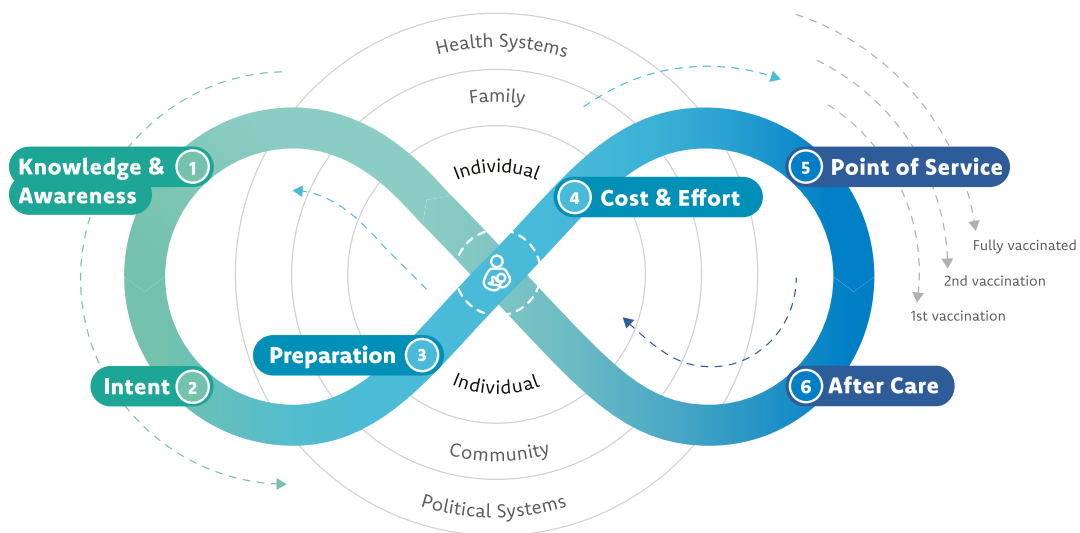 Health Systems
Family
Individual
Knowledge & 1
Awareness
4 Cost & Effort
5 Point of Service
Fully vaccinated
2nd vaccination
1st vaccination
Preparation 3
Intent 2
Individual
6 After Care
Community
Political Systems